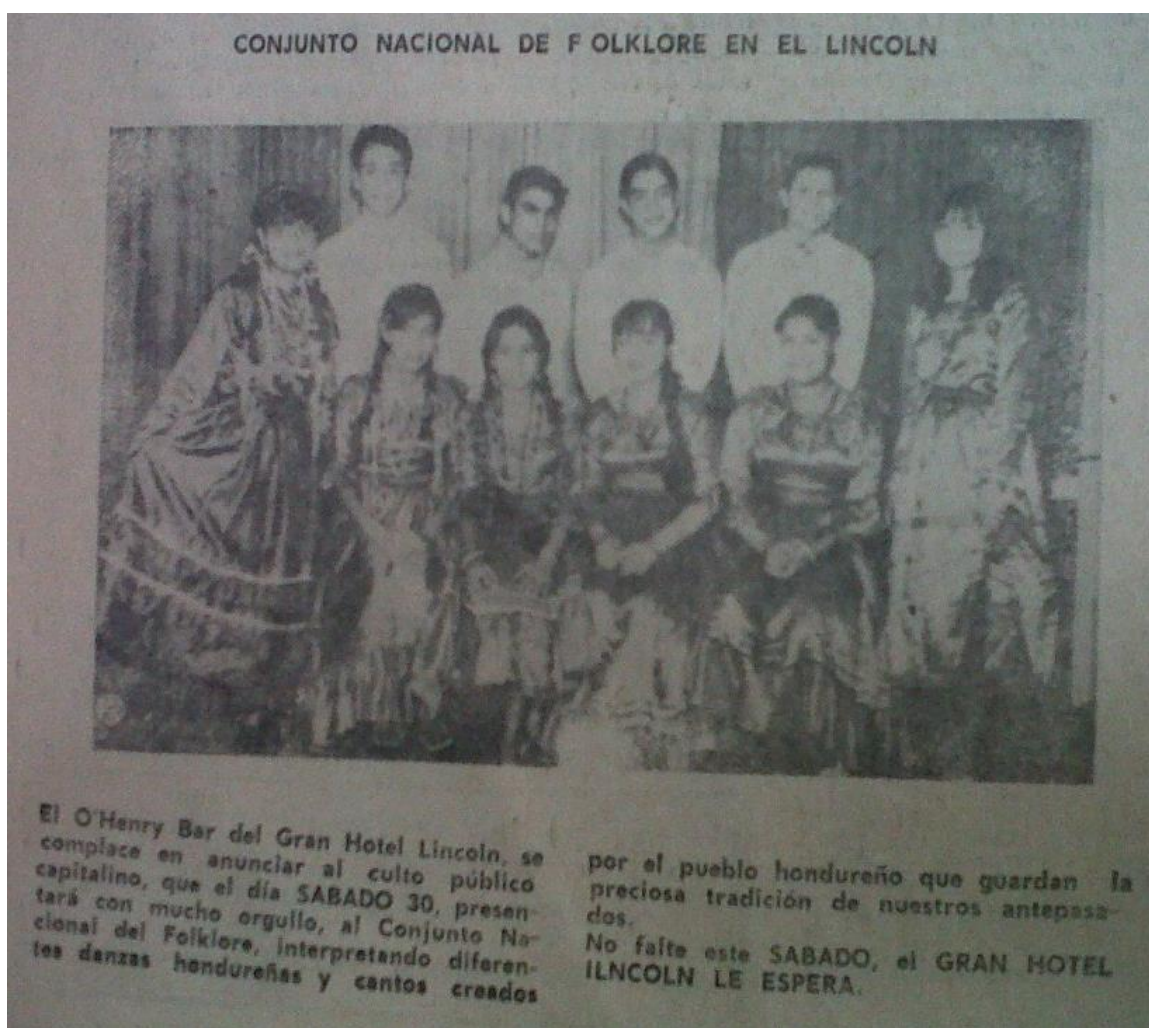 CONJUNTO NACIONAL DE F OLKLORE EN EL LINCOLN
El O'Henry Bar del Gran Hotel Lincoln, se
complace en anunciar al culto público
capitalino, que el día SABADO 30, presen-
tará con mucho orgullo, al Conjunto Na-
cional del Folklore, interpretando diferen-
tes danzas hondureñas y cantos creados
por el pueblo hondureño que guardan la
preciosa tradición de nuestros antepasa-
dos.
No falte este SABADO, el GRAN HOTEL
ILNCOLN LE ESPERA.